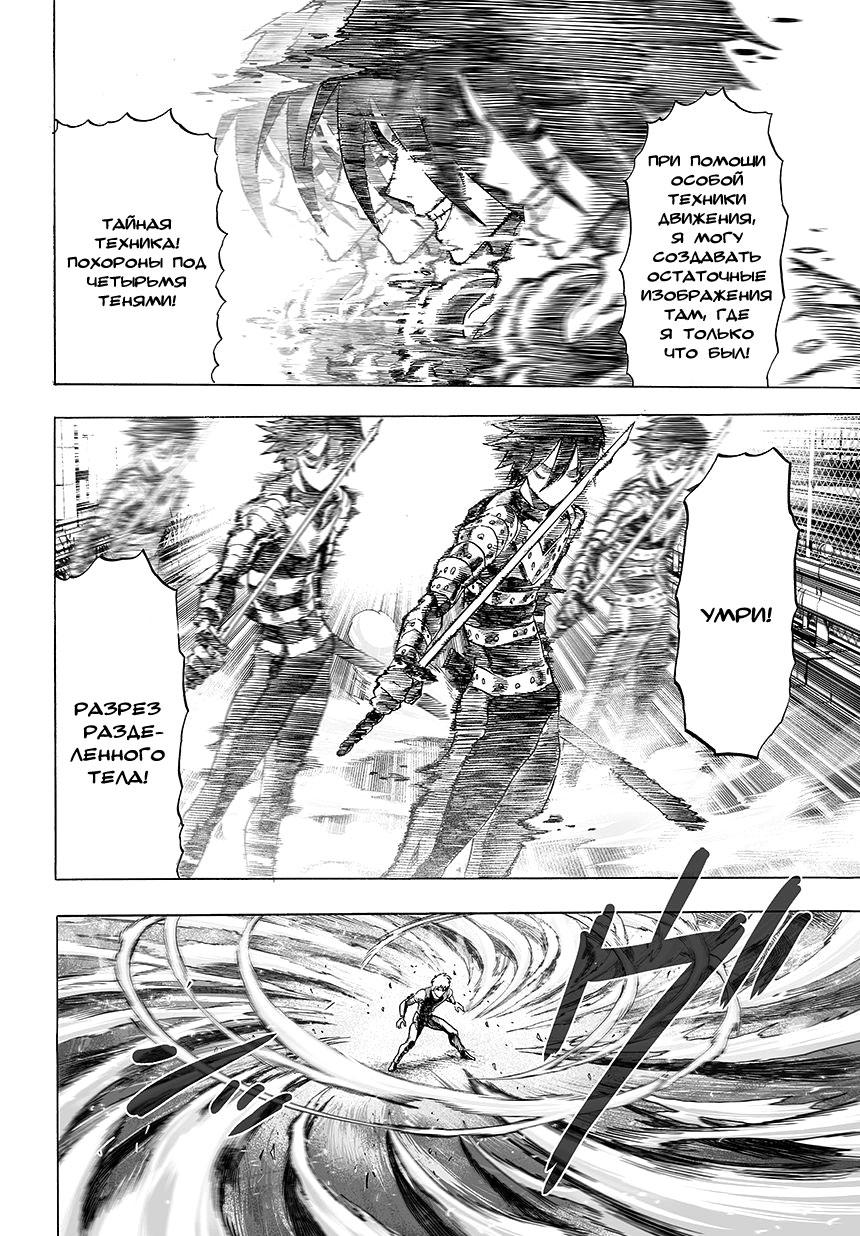 ПРИ ПОМОЩИ
ОСОБОЙ
ТЕХНИКИ
ДВИЖЕНИЯ,
Я МОГУ
СОЗДАВАТЬ
ОСТАТОЧНЫЕ
ИЗОБРАЖЕНИЯ
ТАМ, ГДЕ
Я ТОЛЬКО
ЧТО БЫЛ!
ТАЙНАЯ
ТЕХНИКА!
ПОХОРОНЫ ПОД
ЧЕТЫРЬМЯ
ТЕНЯМИ!
УМРИ!
РАЗРЕЗ
РАЗДЕ-
ЛЕННОГО
ТЕЛА!